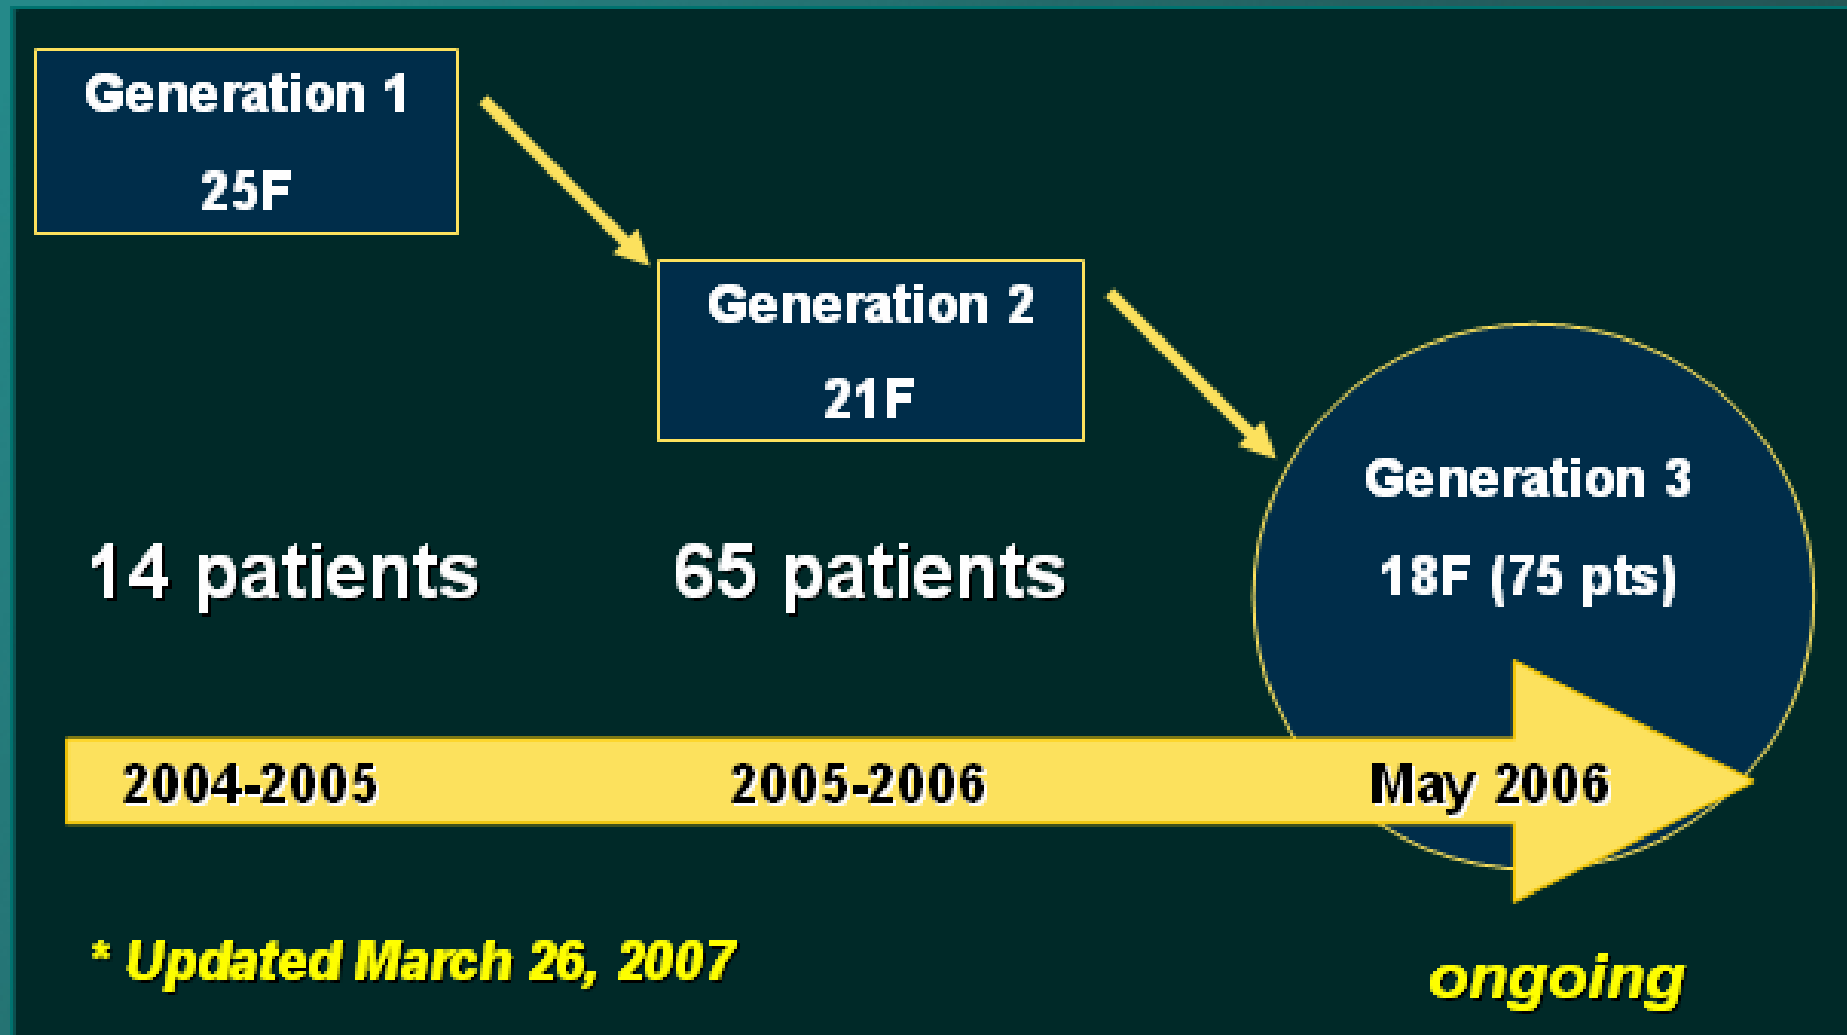 Generation 1
25F
Generation 2
21F
Generation 3
18F (75 pts)
14 patients
65 patients
2004-2005
2005-2006
May 2006
* Updated March 26, 2007
ongoing